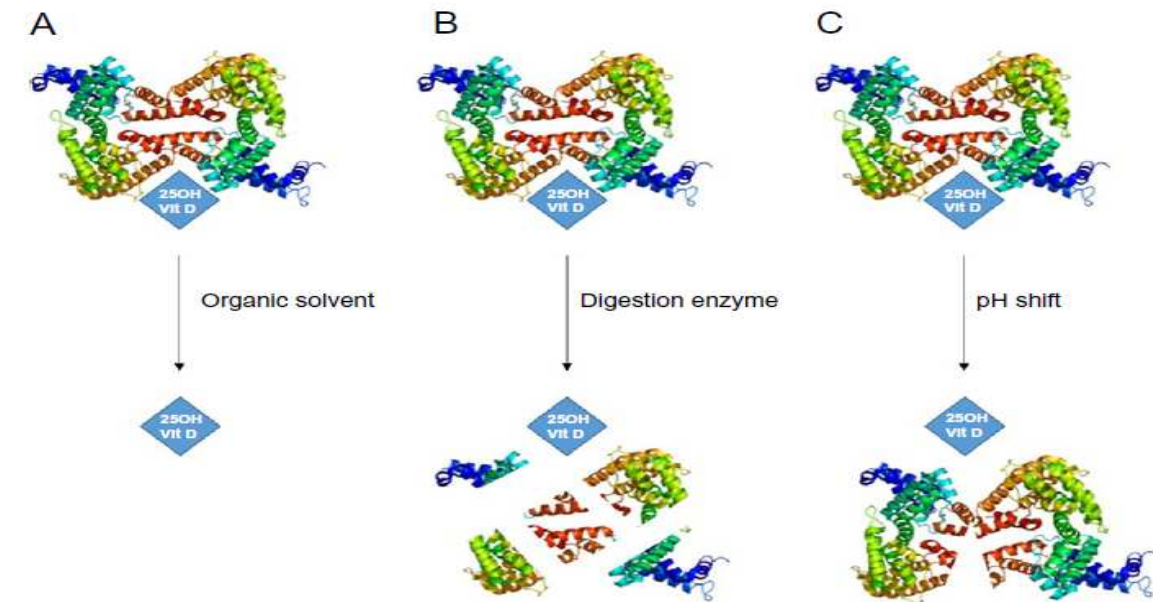 A
B
C
25OH
Vit D
25OH
Vit D
25OH
Vit D
Organic solvent
Digestion enzyme
pH shift
25OH
Vit D
25OH
Vit D
25OH
Vit D